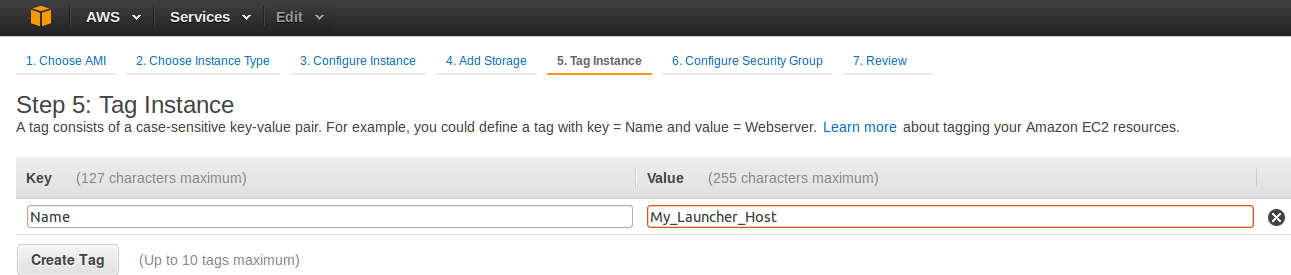 AWS Services Edit
1. Choose AMI 2. Choose Instance Type 3. Configure Instance 4. Add Storage 5. Tag Instance 6. Configure Security Group 7. Review
Step 5: Tag Instance
A tag consists of a case-sensitive key-value pair. For example, you could define a tag with key = Name and value = Webserver. Learn more about tagging your Amazon EC2 resources.
Key (127 characters maximum) Value (255 characters maximum)
Name My_Launcher_Host
Create Tag (Up to 10 tags maximum)